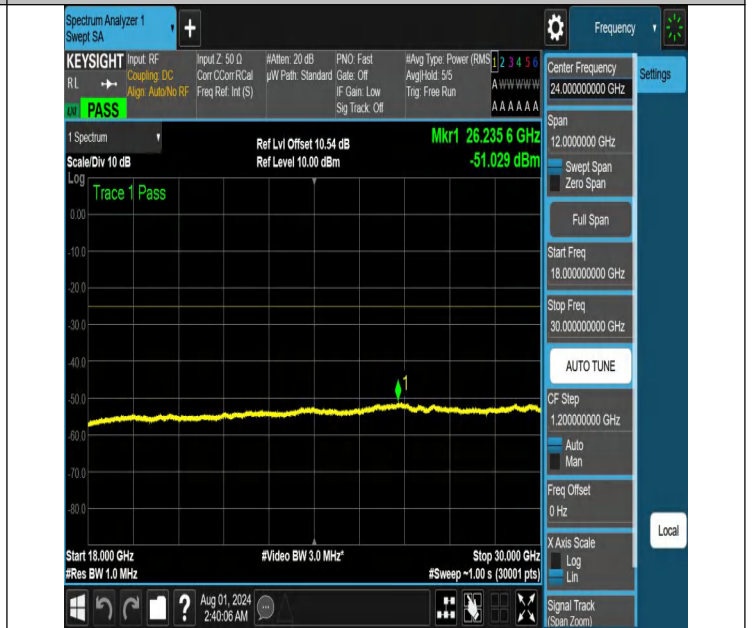 Spectrum Analyzer 1
Swept SA
+
Frequency
KEYSIGHT
RL
PASS
Input: RF
Coupling: DC
Align: Auto/No RF
Input Z: 50 Ω
Corr CCorr RCal
Freq Ref: Int (S)
#Atten: 20 dB
µW Path: Standard
PNO: Fast
Gate: Off
IF Gain: Low
Sig Track: Off
#Avg Type: Power (RMS
Avg|Hold: 5/5
Trig: Free Run
1 2 3 4 5 6
A W W W W W
A A A A A A
1 Spectrum
Scale/Div 10 dB
Ref Lvl Offset 10.54 dB
Ref Level 10.00 dBm
Mkr1 26.235 6 GHz
-51.029 dBm
Log
Trace 1 Pass
0.00
-10.0
-20.0
-30.0
-40.0
-50.0
-60.0
-70.0
-80.0
1
Start 18.000 GHz
#Res BW 1.0 MHz
#Video BW 3.0 MHz*
Stop 30.000 GHz
#Sweep ~1.00 s (30001 pts)
Center Frequency
24.000000000 GHz
Settings
Span
12.0000000 GHz
Swept Span
Zero Span
Full Span
Start Freq
18.000000000 GHz
Stop Freq
30.000000000 GHz
AUTO TUNE
CF Step
1.200000000 GHz
Auto
Man
Freq Offset
0 Hz
X Axis Scale
Log
Lin
Local
Signal Track
(Span Zoom)
?
Aug 01, 2024
2:40:06 AM